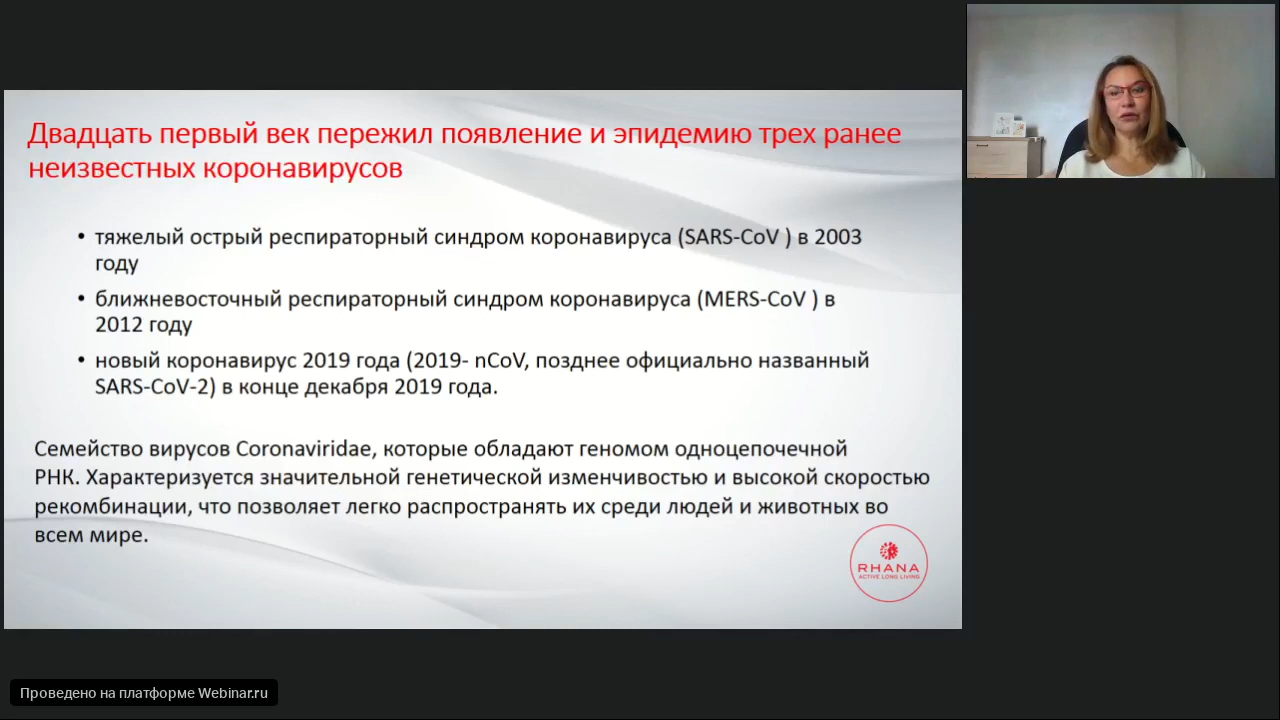 Двадцать первый век пережил появление и эпидемию трех ранее
неизвестных коронавирусов
• тяжелый острый респираторный синдром коронавируса (SARS-CoV ) в 2003
году
• ближневосточный респираторный синдром коронавируса (MERS-CoV ) в
2012 году
• новый коронавирус 2019 года (2019- nCoV, позднее официально названный
SARS-CoV-2) в конце декабря 2019 года.
Семейство вирусов Coronaviridae, которые обладают геномом одноцепочечной
РНК. Характеризуется значительной генетической изменчивостью и высокой скоростью
рекомбинации, что позволяет легко распространять их среди людей и животных во
всем мире.
RHANA
ACTIVE LONG LIVING
Проведено на платформе Webinar.ru